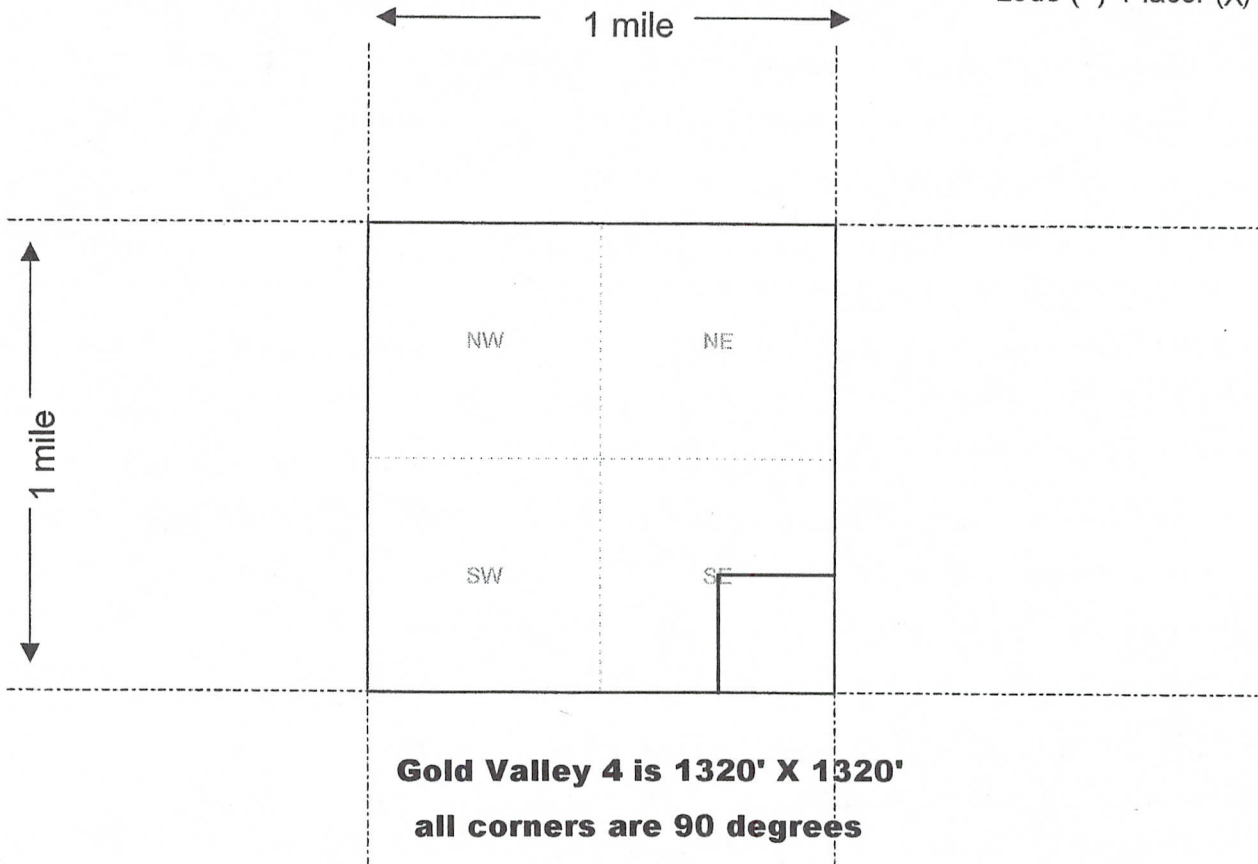 1 mile
1 mile
NW
NE
SW
SE
Gold Valley 4 is 1320' X 1320'
all corners are 90 degrees